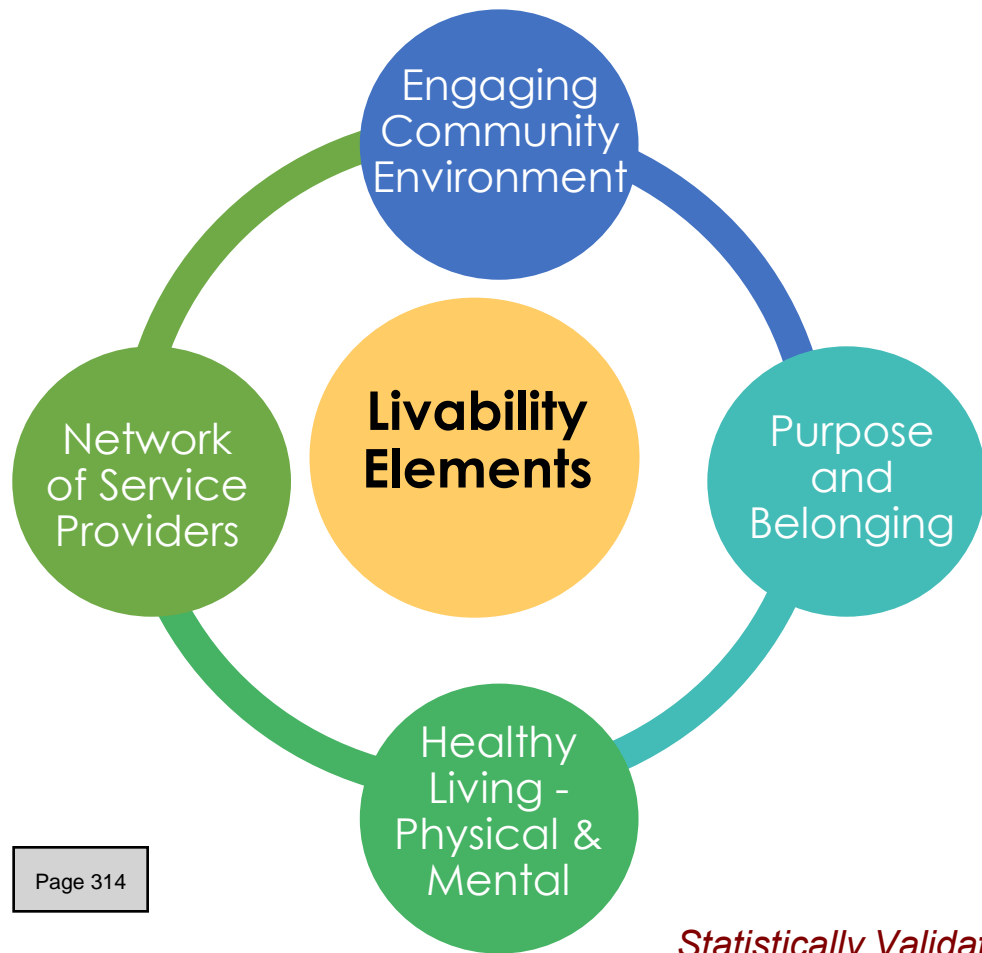 Engaging
Community
Environment
Livability
Elements
Network
of Service
Providers
Purpose
and
Belonging
Healthy
Living -
Physical &
Mental
Page 314
Statistically